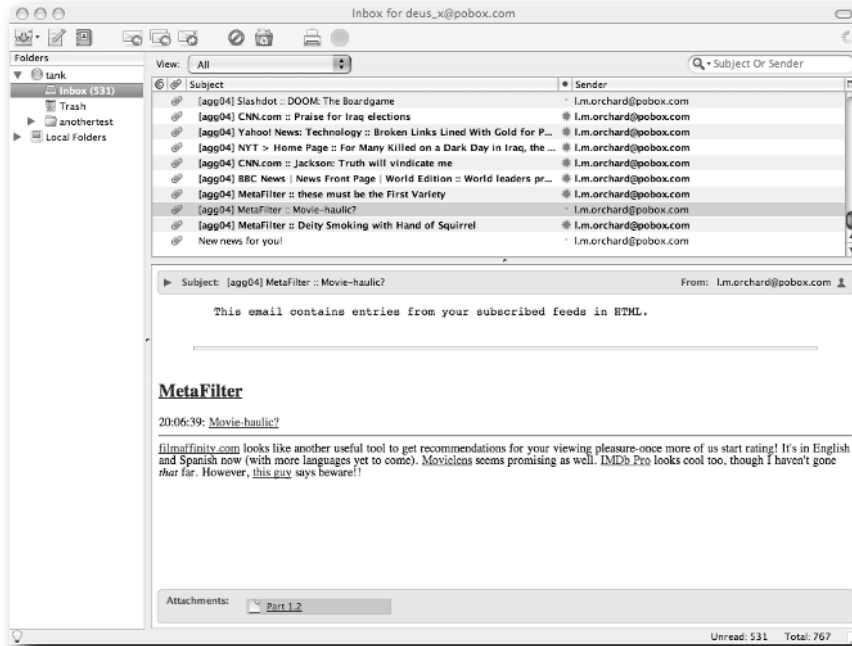 Inbox for deus_x@pobox.com
Folders
tank
Inbox (531)
Trash
anothertest
Local Folders
View: All
Subject Or Sender
Subject Sender
[agg04] Slashdot :: DOOM: The Boardgame l.m.orchard@pobox.com
[agg04] CNN.com :: Praise for Iraq elections l.m.orchard@pobox.com
[agg04] Yahoo! News: Technology :: Broken Links Lined With Gold for P... l.m.orchard@pobox.com
[agg04] NYT > Home Page :: For Many Killed on a Dark Day in Iraq, the ... l.m.orchard@pobox.com
[agg04] CNN.com :: Jackson: Truth will vindicate me l.m.orchard@pobox.com
[agg04] BBC News | News Front Page | World Edition :: World leaders pr... l.m.orchard@pobox.com
[agg04] MetaFilter :: these must be the First Variety l.m.orchard@pobox.com
[agg04] MetaFilter :: Movie-haulic? l.m.orchard@pobox.com
[agg04] MetaFilter :: Deity Smoking with Hand of Squirrel l.m.orchard@pobox.com
New news for you! l.m.orchard@pobox.com
Subject: [agg04] MetaFilter :: Movie-haulic? From: l.m.orchard@pobox.com
This email contains entries from your subscribed feeds in HTML.
MetaFilter
20:06:39: Movie-haulic?
filmaffinity.com looks like another useful tool to get recommendations for your viewing pleasure-once more of us start rating! It's in English
and Spanish now (with more languages yet to come). Movielens seems promising as well. IMDb Pro looks cool too, though I haven't gone
that far. However, this guy says beware!!
Attachments: Part 1.2
Unread: 531 Total: 767